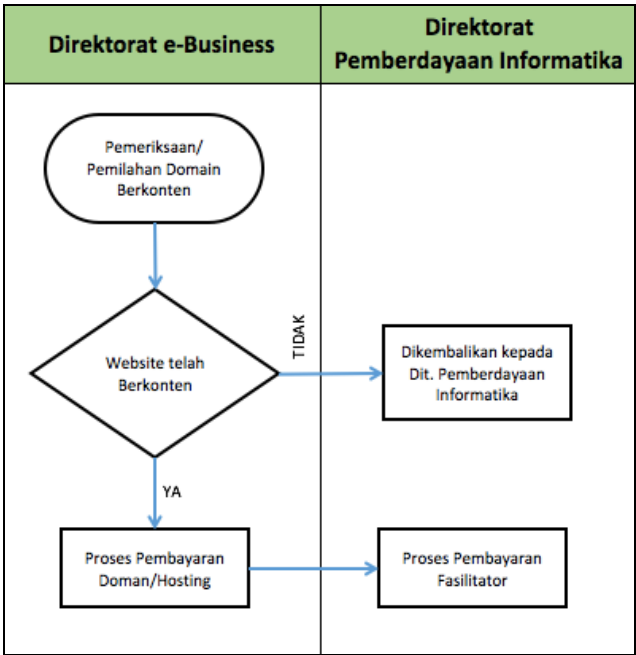 Direktorat e-Business
Direktorat
Pemberdayaan Informatika
Pemeriksaan/
Pemilahan Domain
Berkonten
Website telah
Berkonten
TIDAK
Dikembalikan kepada
Dit. Pemberdayaan
Informatika
YA
Proses Pembayaran
Doman/Hosting
Proses Pembayaran
Fasilitator